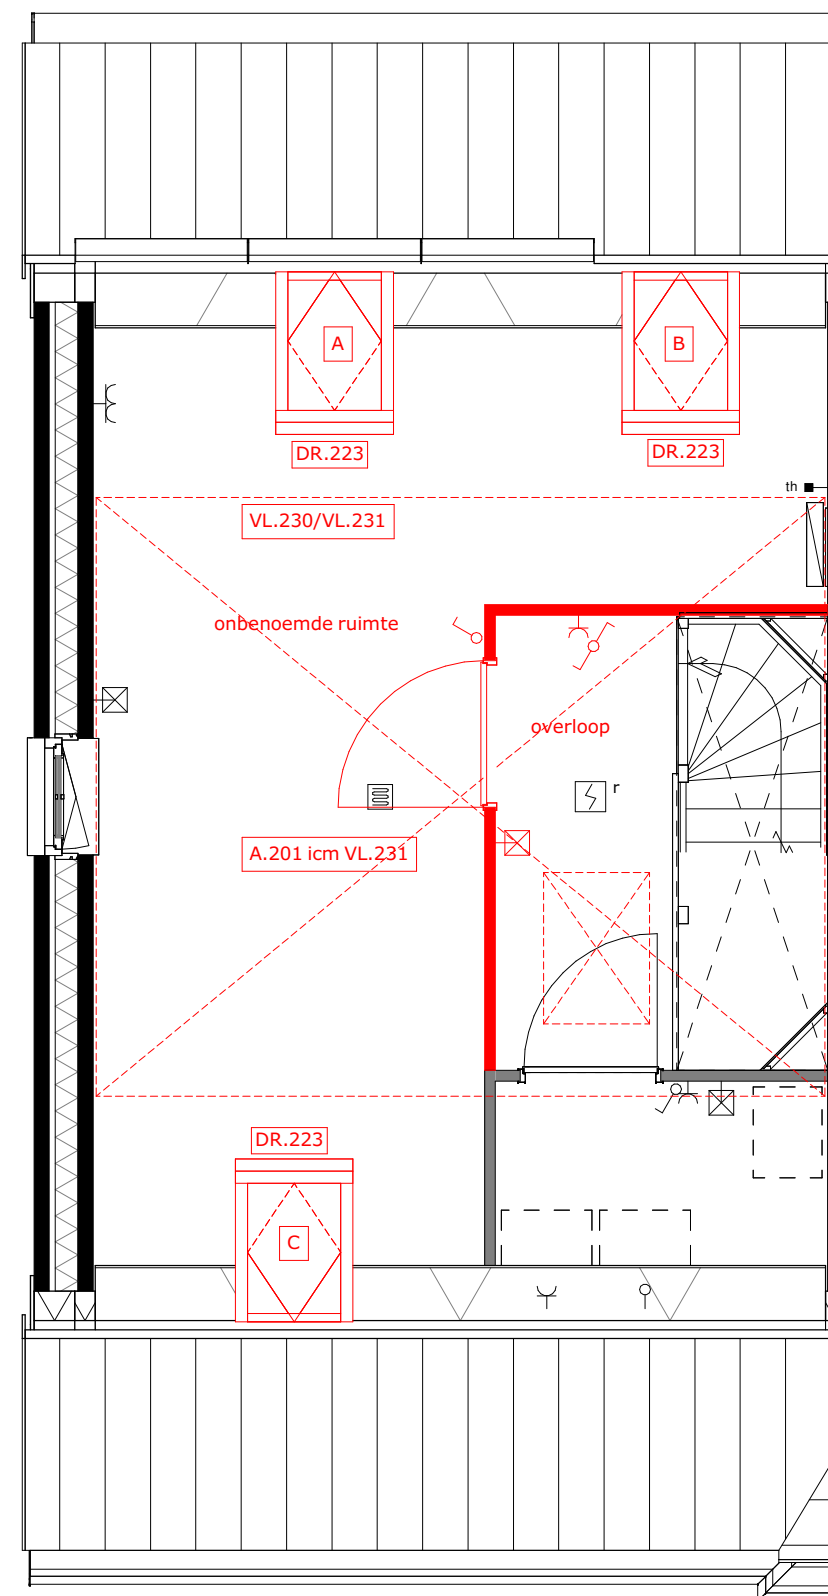 A
B
DR.223
DR.223
th
VL.230/VL.231
onbenoemde ruimte
overloop
r
A.201 icm VL.231
DR.223
C